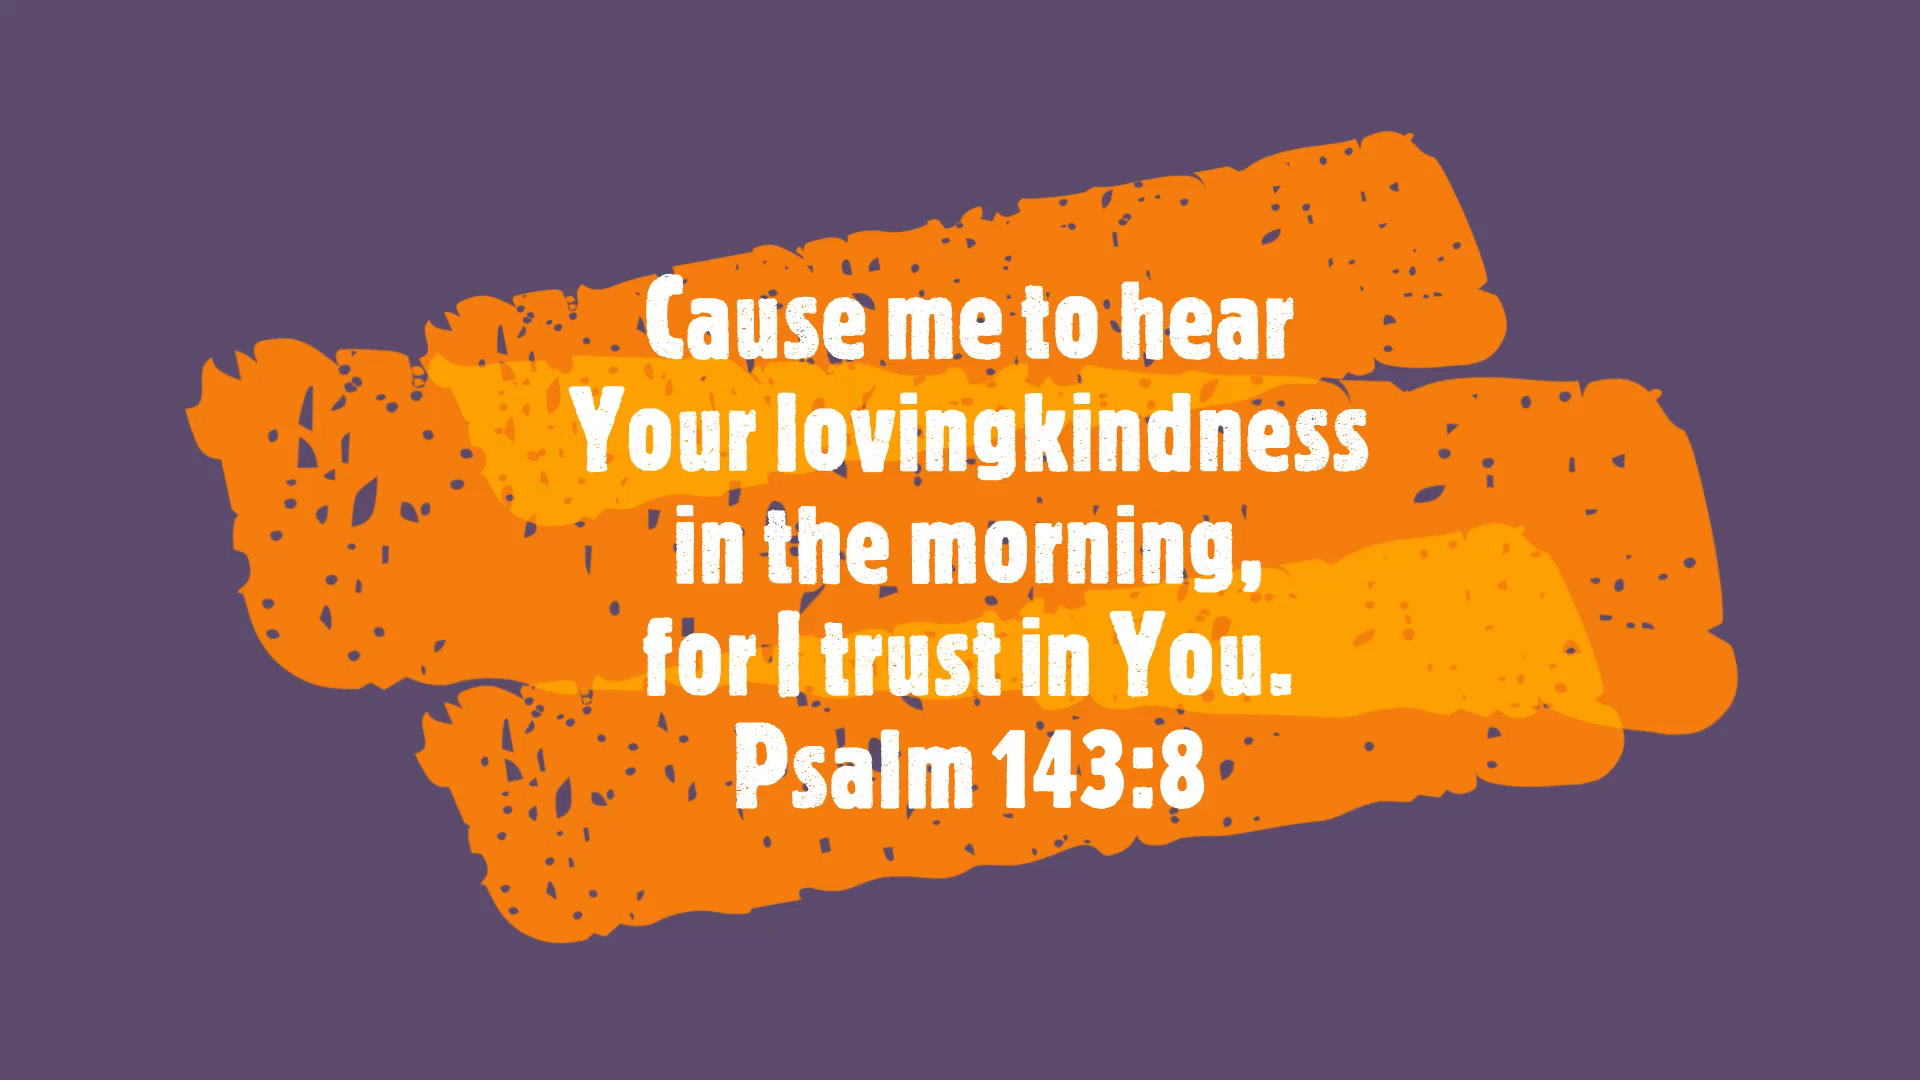 Cause me to hear
Your lovingkindness
in the morning,
for I trust in You.
Psalm 143:8